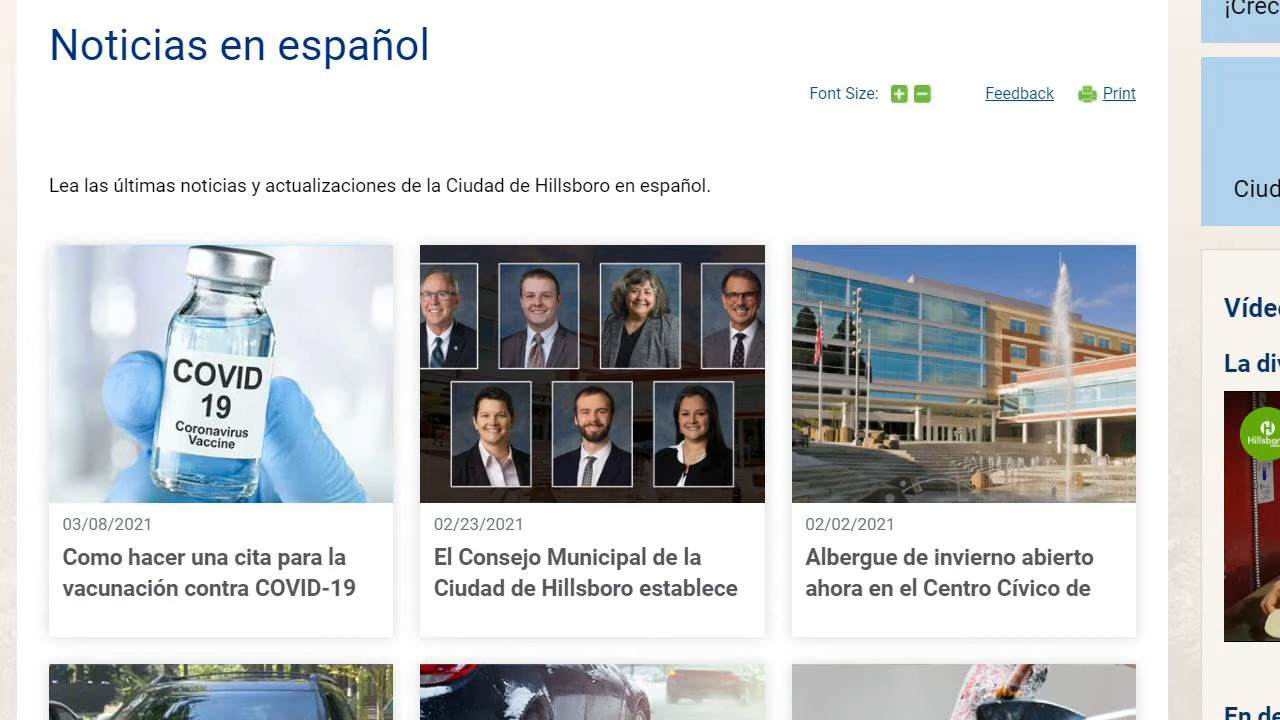 Noticias en español
Font Size:
Feedback
Print
Lea las últimas noticias y actualizaciones de la Ciudad de Hillsboro en español.
COVID
19
Coronavirus
Vaccine
03/08/2021
Como hacer una cita para la
vacunación contra COVID-19
02/23/2021
El Consejo Municipal de la
Ciudad de Hillsboro establece
02/02/2021
Albergue de invierno abierto
ahora en el Centro Cívico de
La